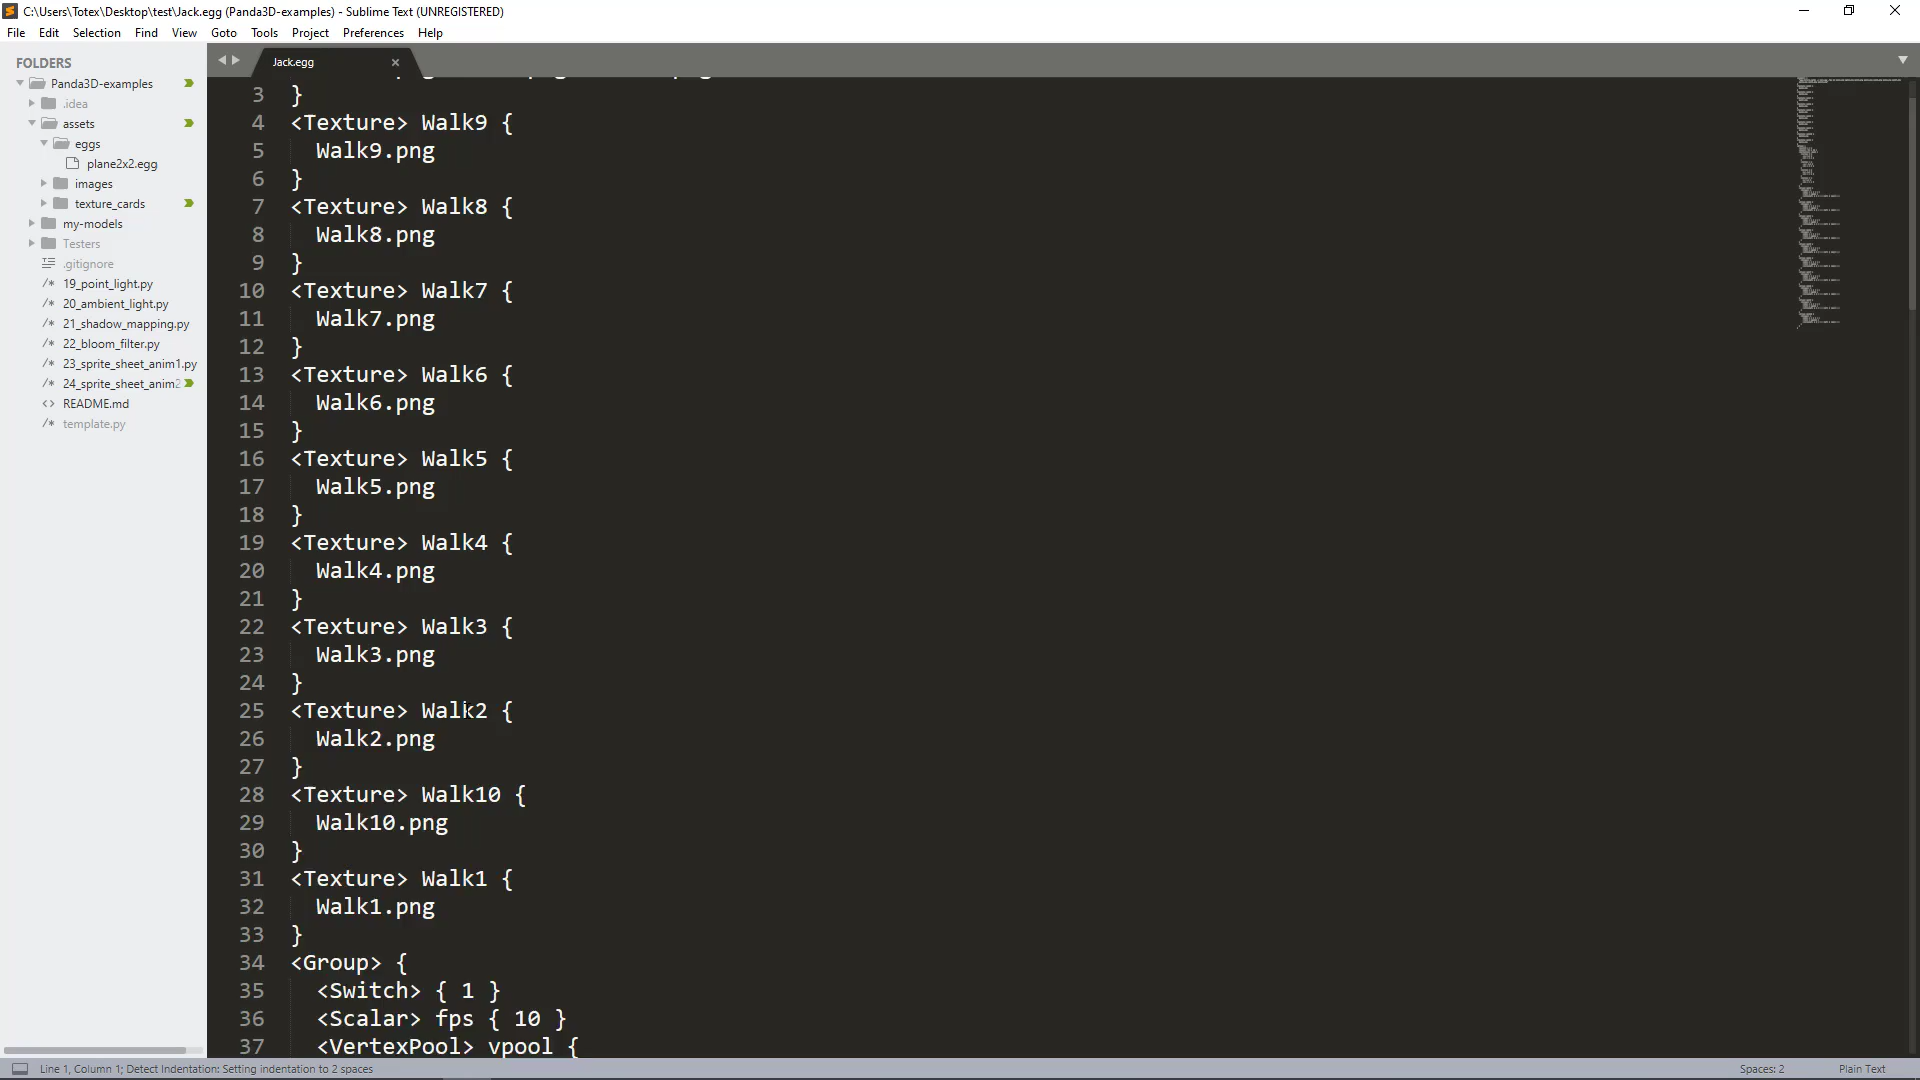 C:\Users\Totex\Desktop\test\Jack.egg (Panda3D-examples) - Sublime Text (UNREGISTERED)
File Edit Selection Find View Goto Tools Project Preferences Help
FOLDERS
Panda3D-examples
.idea
assets
eggs
plane2x2.egg
images
texture_cards
my-models
Testers
.gitignore
19_point_light.py
20_ambient_light.py
21_shadow_mapping.py
22_bloom_filter.py
23_sprite_sheet_anim1.py
24_sprite_sheet_anim2
README.md
template.py
Jack.egg
3 }
4 <Texture> Walk9 {
5 Walk9.png
6 }
7 <Texture> Walk8 {
8 Walk8.png
9 }
10 <Texture> Walk7 {
11 Walk7.png
12 }
13 <Texture> Walk6 {
14 Walk6.png
15 }
16 <Texture> Walk5 {
17 Walk5.png
18 }
19 <Texture> Walk4 {
20 Walk4.png
21 }
22 <Texture> Walk3 {
23 Walk3.png
24 }
25 <Texture> Walk2 {
26 Walk2.png
27 }
28 <Texture> Walk10 {
29 Walk10.png
30 }
31 <Texture> Walk1 {
32 Walk1.png
33 }
34 <Group> {
35 <Switch> { 1 }
36 <Scalar> fps { 10 }
37 <VertexPool> vpool {
Line 1, Column 1; Detect Indentation: Setting indentation to 2 spaces
Spaces: 2
Plain Text